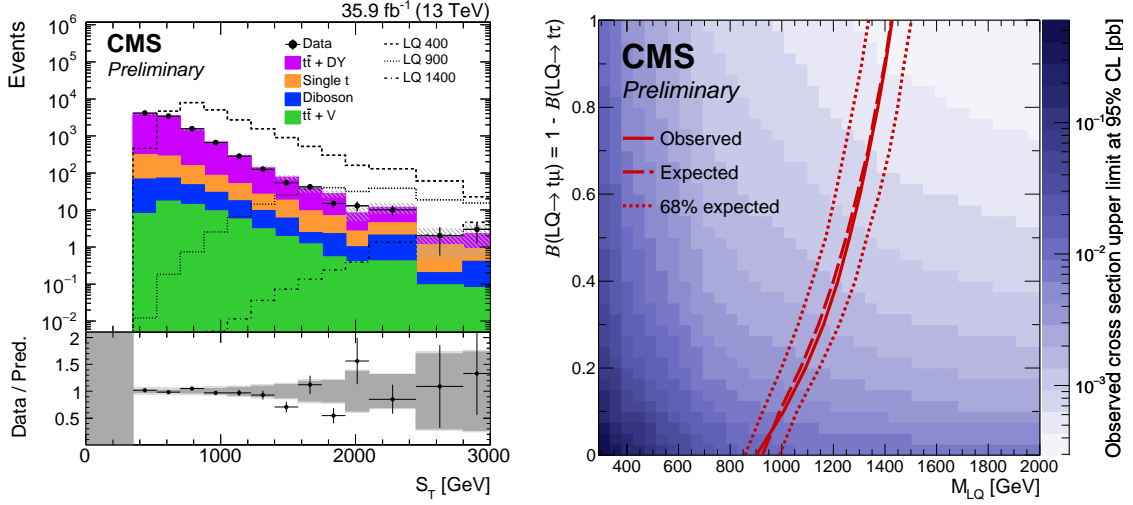 35.9 fb⁻¹ (13 TeV)
Events
10⁶
10⁵
10⁴
10³
10²
10
1
10⁻¹
10⁻²
CMS
Preliminary
Data
tt̄ + DY
Single t
Diboson
tt̄ + V
LQ 400
LQ 900
LQ 1400
Data / Pred.
2
1.5
1
0.5
0 1000 2000 3000
S_T [GeV]
B(LQ→ tμ) = 1 - B(LQ→ tτ)
1
0.8
0.6
0.4
0.2
0
CMS
Preliminary
Observed
Expected
68% expected
400 600 800 1000 1200 1400 1600 1800 2000
M_LQ [GeV]
10⁻¹
10⁻²
10⁻³
Observed cross section upper limit at 95% CL [pb]